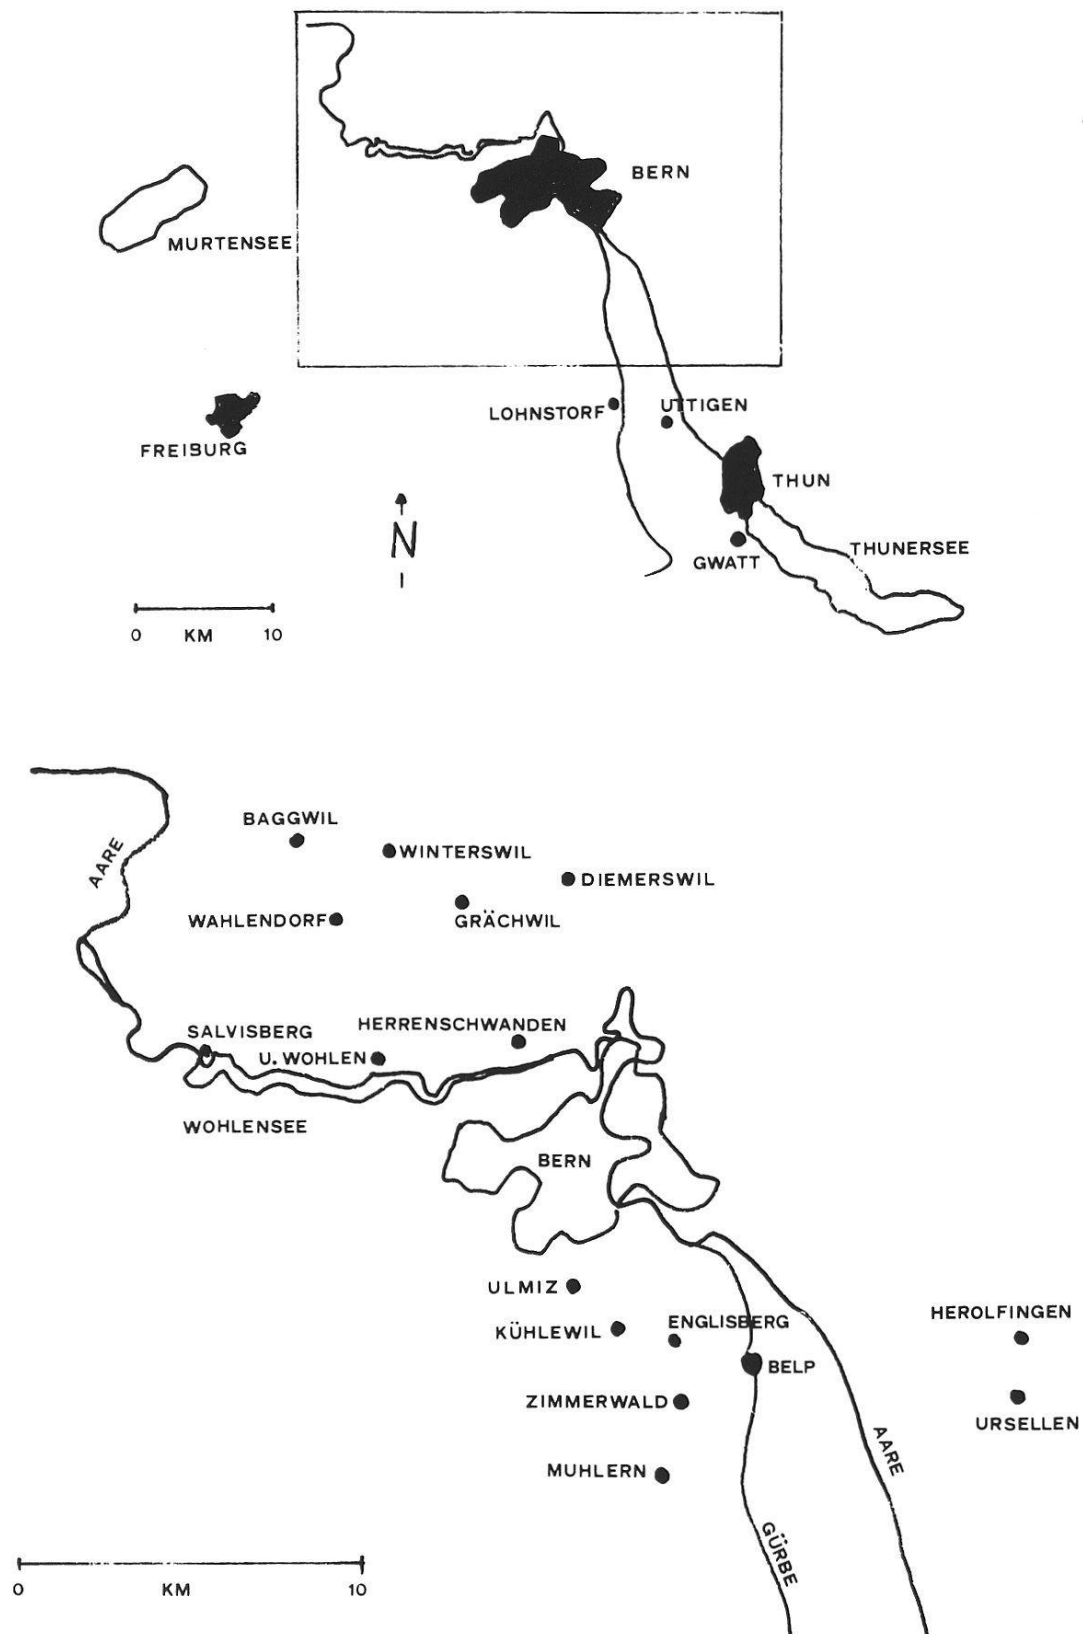 BERN
MURTENSEE
LOHNSTORF
UTTIGEN
FREIBURG
THUN
N
THUNERSEE
GWATT
0 KM 10
BAGGWIL
WINTERSWIL
AARE
DIEMERSWIL
WAHLENDORF
GRÄCHWIL
HERRENSCHWANDEN
SALVISBERG
U. WOHLEN
WOHLENSEE
BERN
ULMIZ
HEROLFINGEN
ENGLISBERG
KÜHLEWIL
BELP
ZIMMERWALD
URSELLEN
AARE
MUHLERN
GÜRBE
0 KM 10